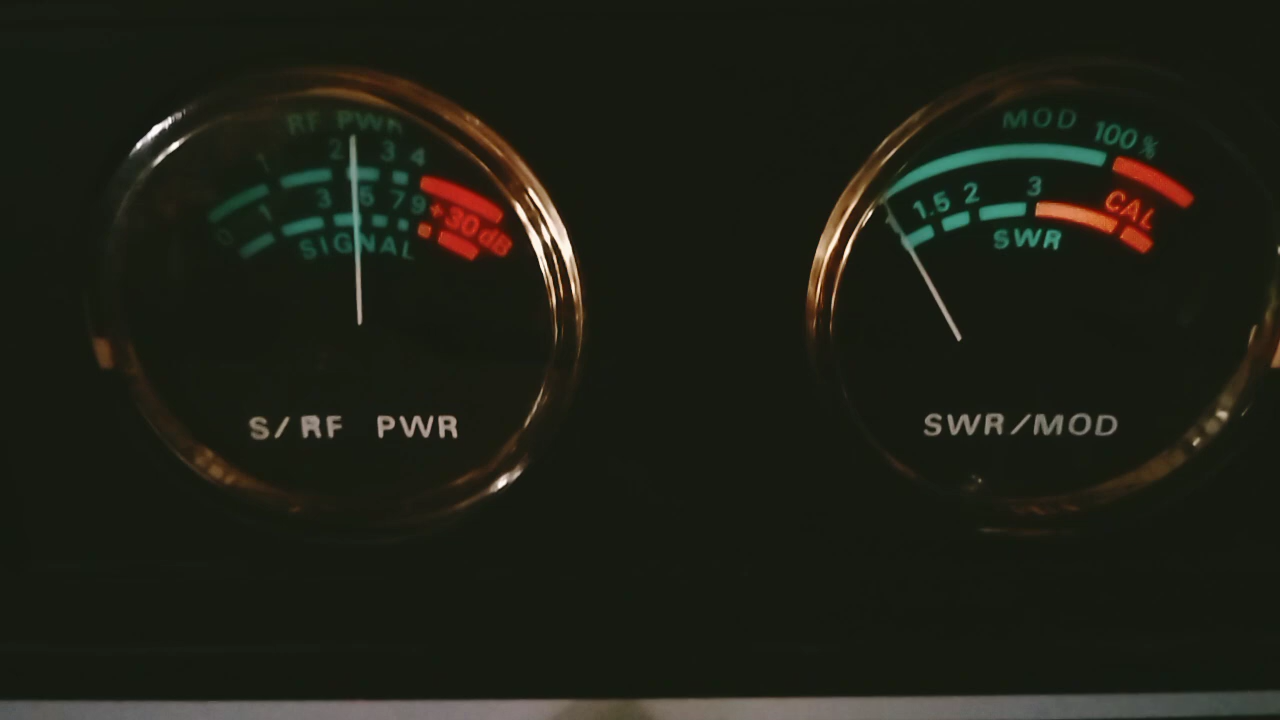 RF PWR
1 2 3 4
0 1 3 5 7 9 +30dB
SIGNAL
S/RF PWR
MOD 100%
1 1.5 2 3 CAL
SWR
SWR/MOD